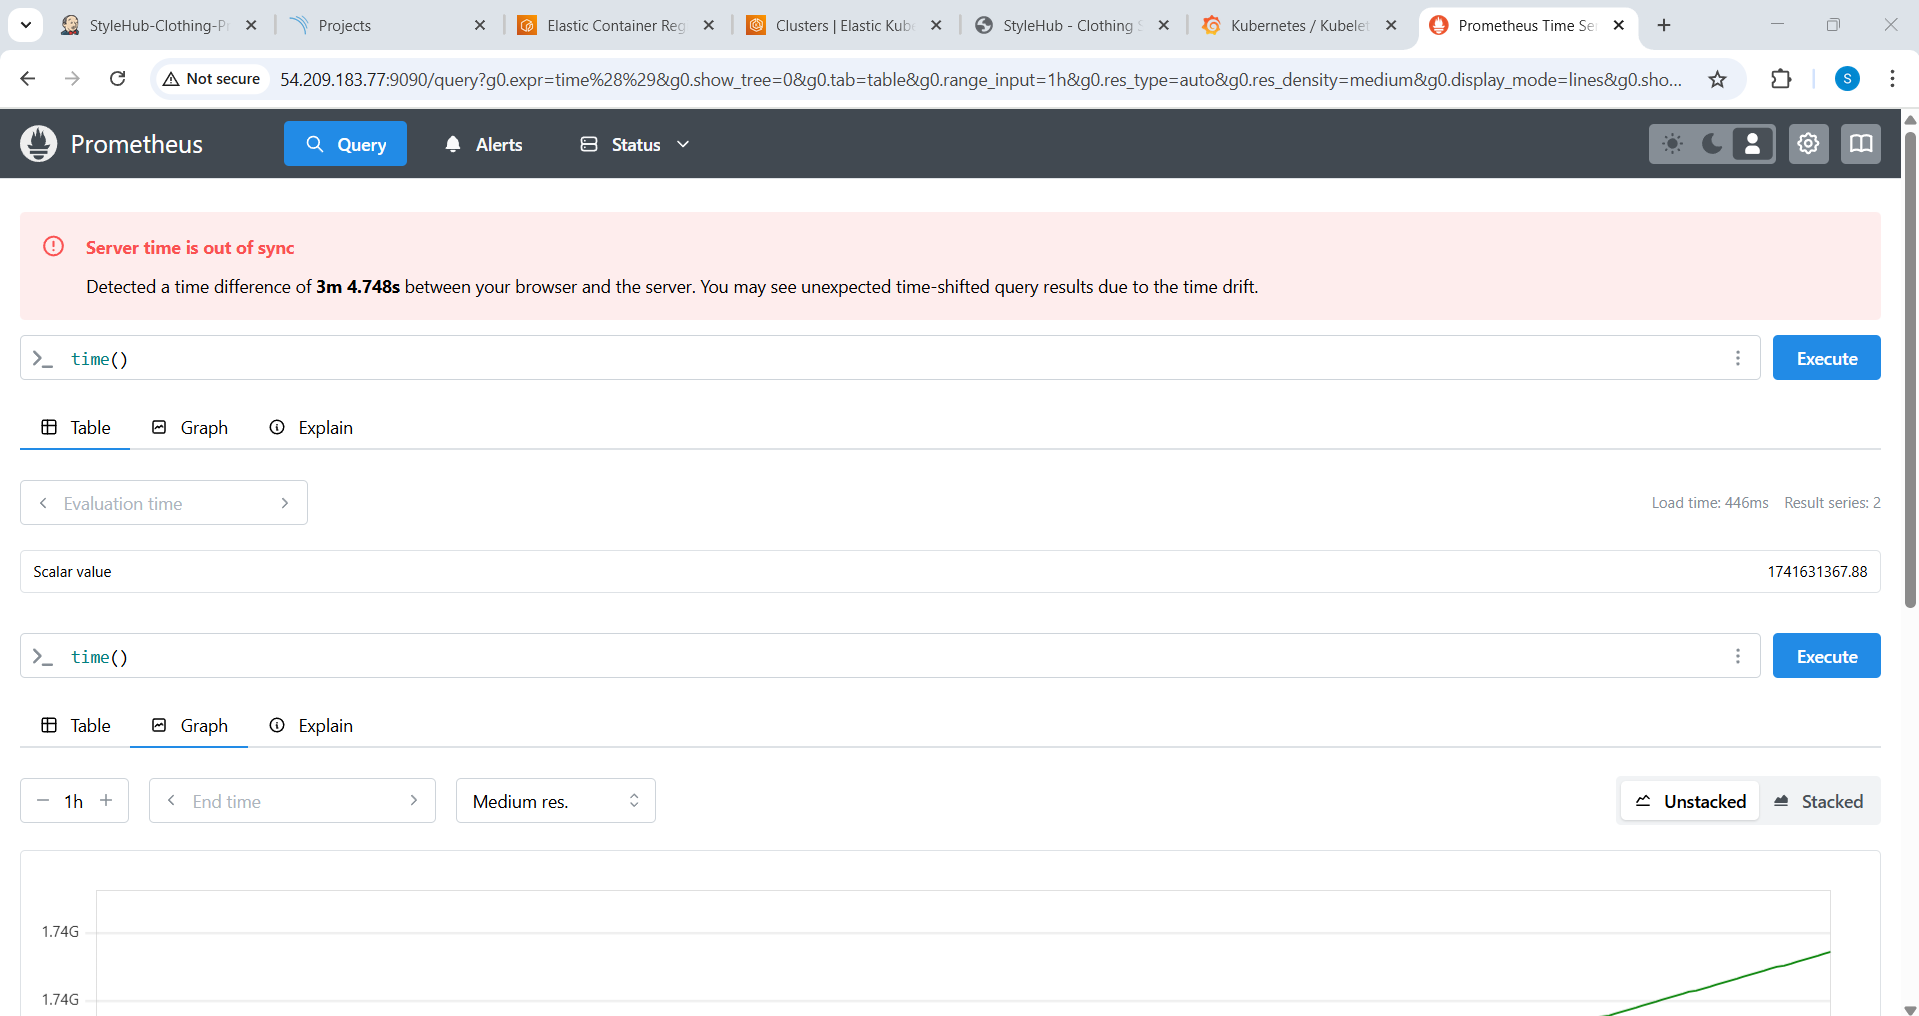 StyleHub-Clothing-Pr
Projects
Elastic Container Reg
Clusters | Elastic Kube
StyleHub - Clothing S
Kubernetes / Kubelet
Prometheus Time Se
Not secure
54.209.183.77:9090/query?g0.expr=time%28%29&g0.show_tree=0&g0.tab=table&g0.range_input=1h&g0.res_type=auto&g0.res_density=medium&g0.display_mode=lines&g0.sho...
S
Prometheus
Query
Alerts
Status
Server time is out of sync
Detected a time difference of 3m 4.748s between your browser and the server. You may see unexpected time-shifted query results due to the time drift.
>_ time()
Execute
Table
Graph
Explain
Evaluation time
Load time: 446ms Result series: 2
Scalar value 1741631367.88
>_ time()
Execute
Table
Graph
Explain
1h
End time
Medium res.
Unstacked
Stacked
1.74G
1.74G